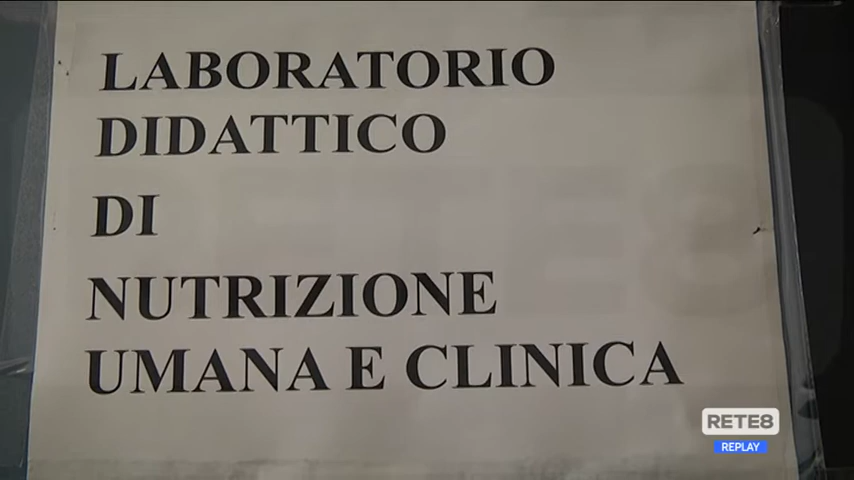 LABORATORIO
DIDATTICO
DI
NUTRIZIONE
UMANA E CLINICA
RETE8
REPLAY